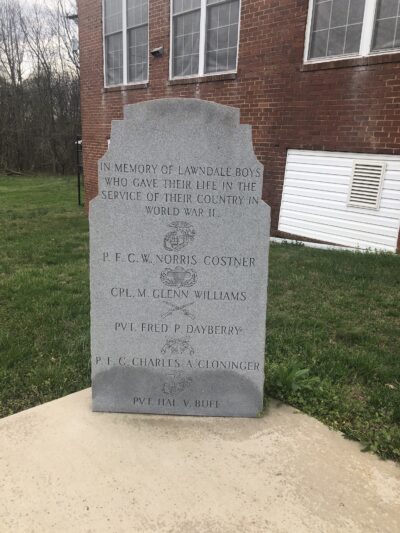 IN MEMORY OF LAWNDALE BOYS
WHO GAVE THEIR LIFE IN THE
SERVICE OF THEIR COUNTRY IN
WORLD WAR II.
P. F. C. W. NORRIS COSTNER
CPL. M. GLENN WILLIAMS
PVT. FRED P. DAYBERRY
P. F. C. CHARLES A. CLONINGER
PVT. HAL V. BUFF